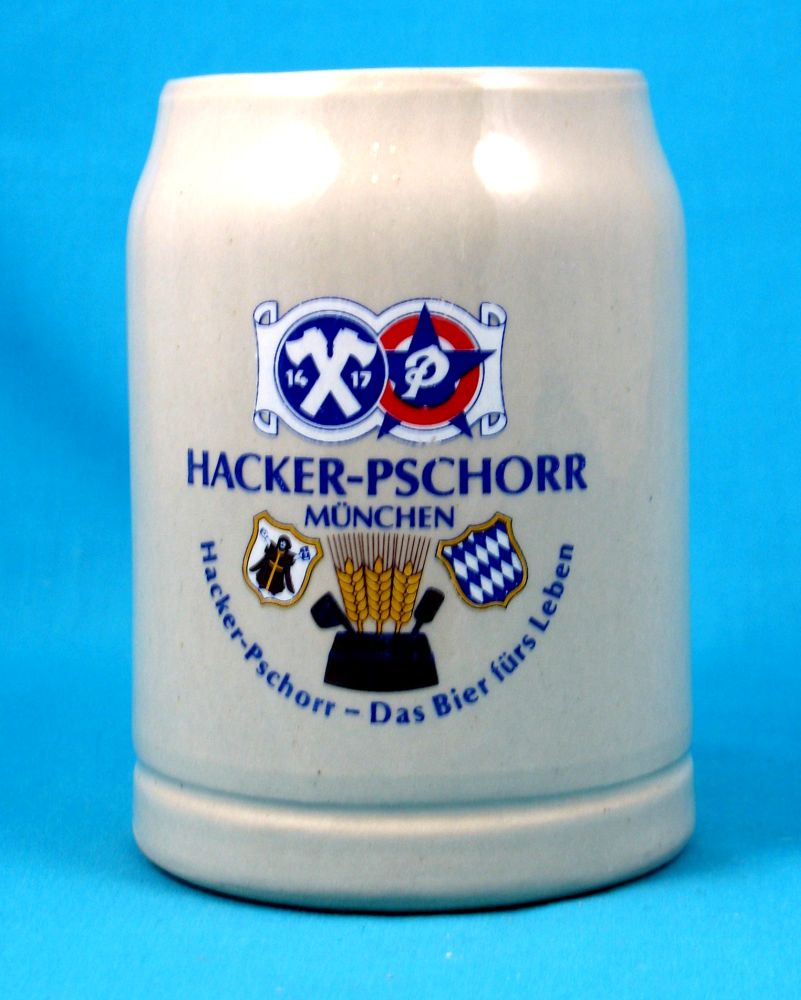 14 17
P
HACKER-PSCHORR
MÜNCHEN
Hacker-Pschorr – Das Bier fürs Leben